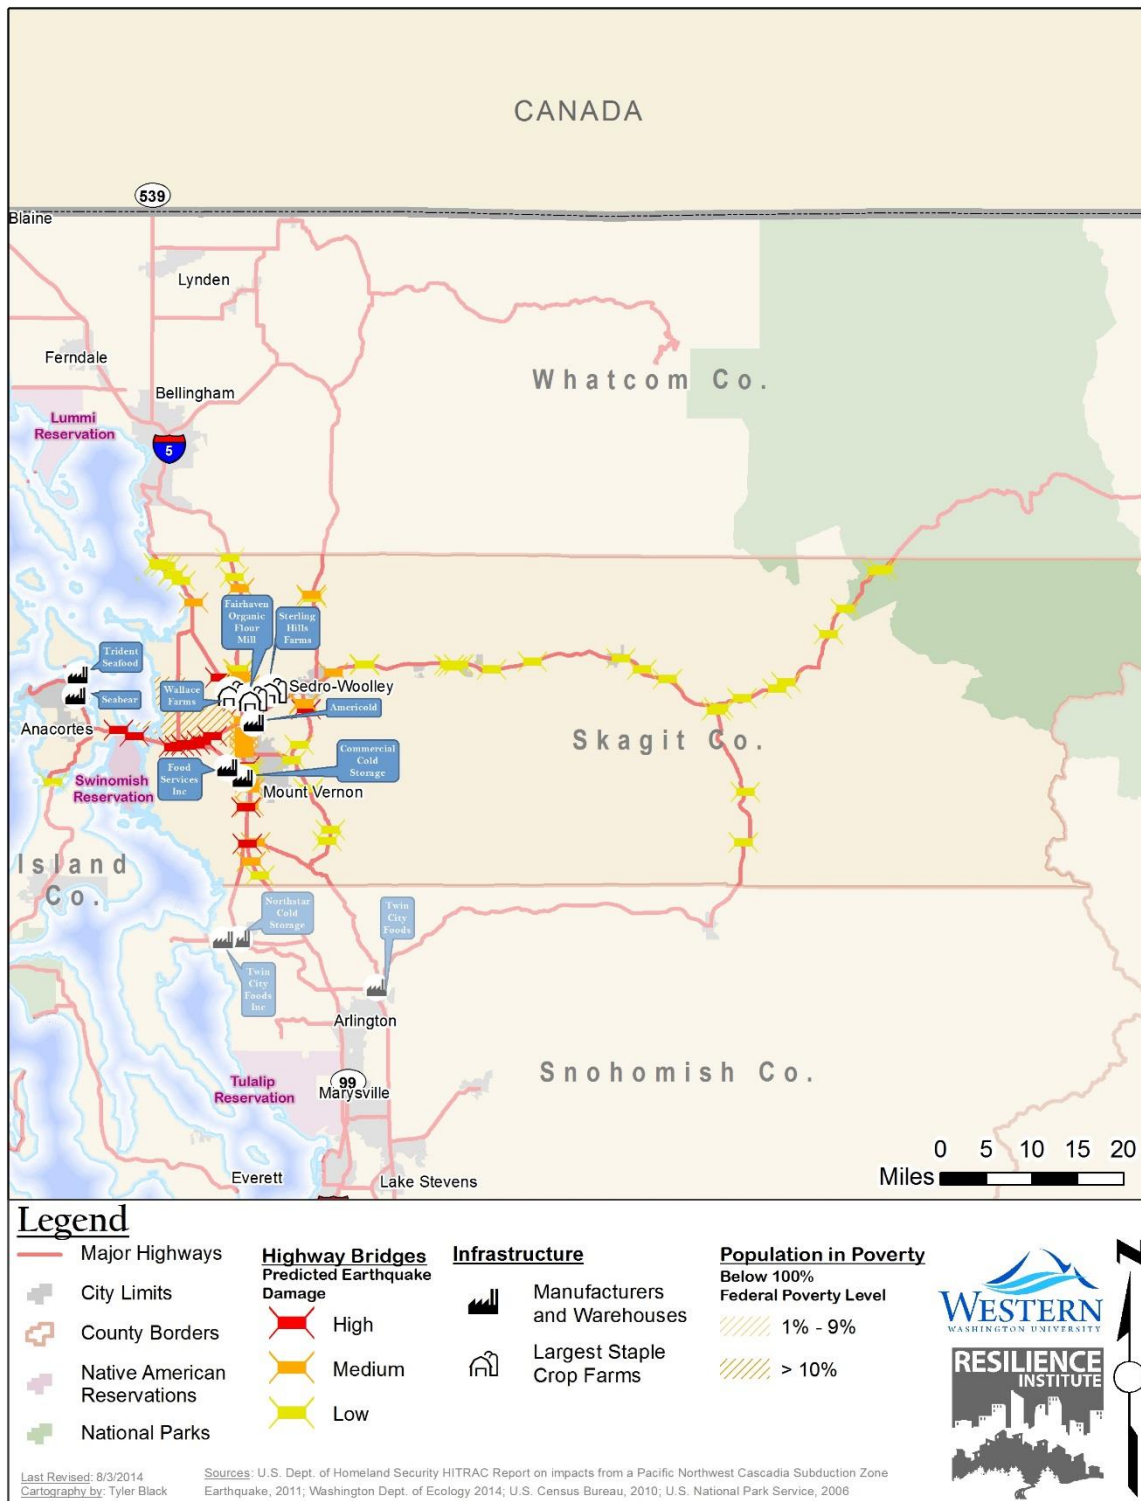 CANADA
539
Blaine
Lynden
Ferndale
Bellingham
Whatcom Co.
Lummi
Reservation
5
Fairhaven
Organic
Flour
Mill
Sterling
Hills
Farms
Trident
Seafood
Seabear
Wallace
Farms
Sedro-Woolley
Americold
Anacortes
Skagit Co.
Commercial
Cold
Storage
Food
Services
Inc
Swinomish
Reservation
Mount Vernon
Island
Co.
Northstar
Cold
Storage
Twin
City
Foods
Twin
City
Foods
Inc
Arlington
Snohomish Co.
Tulalip
Reservation
99
Marysville
Everett
Lake Stevens
0 5 10 15 20
Miles
Legend
Major Highways
City Limits
County Borders
Native American
Reservations
National Parks
Highway Bridges
Predicted Earthquake
Damage
High
Medium
Low
Infrastructure
Manufacturers
and Warehouses
Largest Staple
Crop Farms
Population in Poverty
Below 100%
Federal Poverty Level
1% - 9%
> 10%
WESTERN
WASHINGTON UNIVERSITY
RESILIENCE
INSTITUTE
N
Last Revised: 8/3/2014
Cartography by: Tyler Black
Sources: U.S. Dept. of Homeland Security HITRAC Report on impacts from a Pacific Northwest Cascadia Subduction Zone
Earthquake, 2011; Washington Dept. of Ecology 2014; U.S. Census Bureau, 2010; U.S. National Park Service, 2006